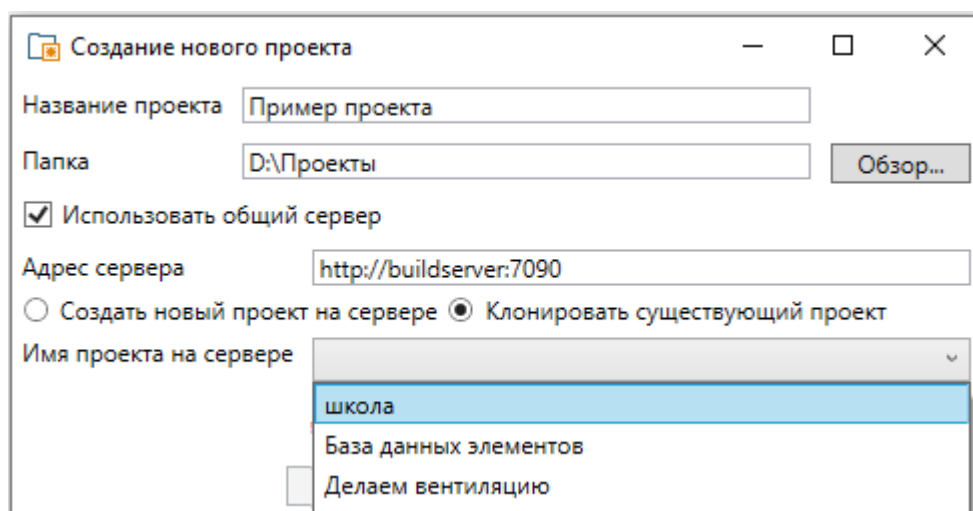 Создание нового проекта
Название проекта Пример проекта
Папка D:\Проекты Обзор...
Использовать общий сервер
Адрес сервера http://buildserver:7090
Создать новый проект на сервере Клонировать существующий проект
Имя проекта на сервере
школа
База данных элементов
Делаем вентиляцию